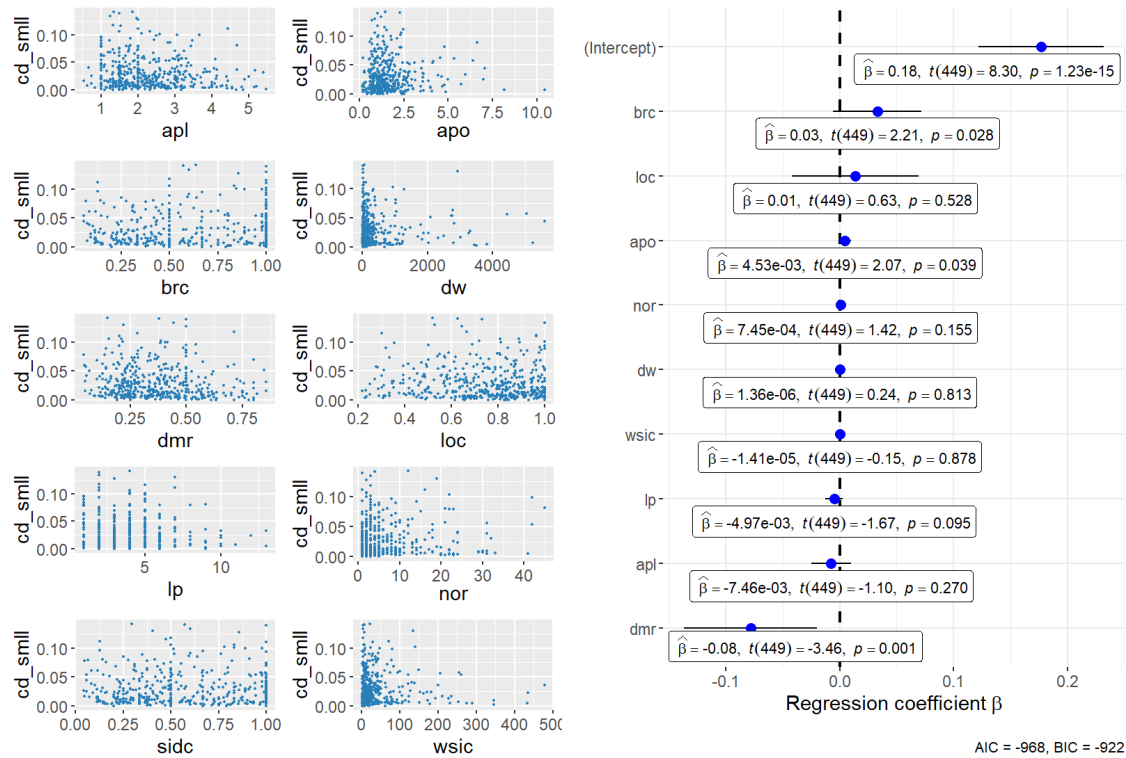 cd_smll
0.10
0.05
0.00
1 2 3 4 5
apl
cd_smll
0.10
0.05
0.00
0.0 2.5 5.0 7.5 10.0
apo
cd_smll
0.10
0.05
0.00
0.25 0.50 0.75 1.00
brc
cd_smll
0.10
0.05
0.00
0 2000 4000
dw
cd_smll
0.10
0.05
0.00
0.25 0.50 0.75
dmr
cd_smll
0.10
0.05
0.00
0.2 0.4 0.6 0.8 1.0
loc
cd_smll
0.10
0.05
0.00
5 10
lp
cd_smll
0.10
0.05
0.00
0 10 20 30 40
nor
cd_smll
0.10
0.05
0.00
0.00 0.25 0.50 0.75 1.00
sidc
cd_smll
0.10
0.05
0.00
0 100 200 300 400 500
wsic
(Intercept)
β̂ = 0.18, t(449) = 8.30, p = 1.23e-15
brc
β̂ = 0.03, t(449) = 2.21, p = 0.028
loc
β̂ = 0.01, t(449) = 0.63, p = 0.528
apo
β̂ = 4.53e-03, t(449) = 2.07, p = 0.039
nor
β̂ = 7.45e-04, t(449) = 1.42, p = 0.155
dw
β̂ = 1.36e-06, t(449) = 0.24, p = 0.813
wsic
β̂ = -1.41e-05, t(449) = -0.15, p = 0.878
lp
β̂ = -4.97e-03, t(449) = -1.67, p = 0.095
apl
β̂ = -7.46e-03, t(449) = -1.10, p = 0.270
dmr
β̂ = -0.08, t(449) = -3.46, p = 0.001
-0.1 0.0 0.1 0.2
Regression coefficient β
AIC = -968, BIC = -922